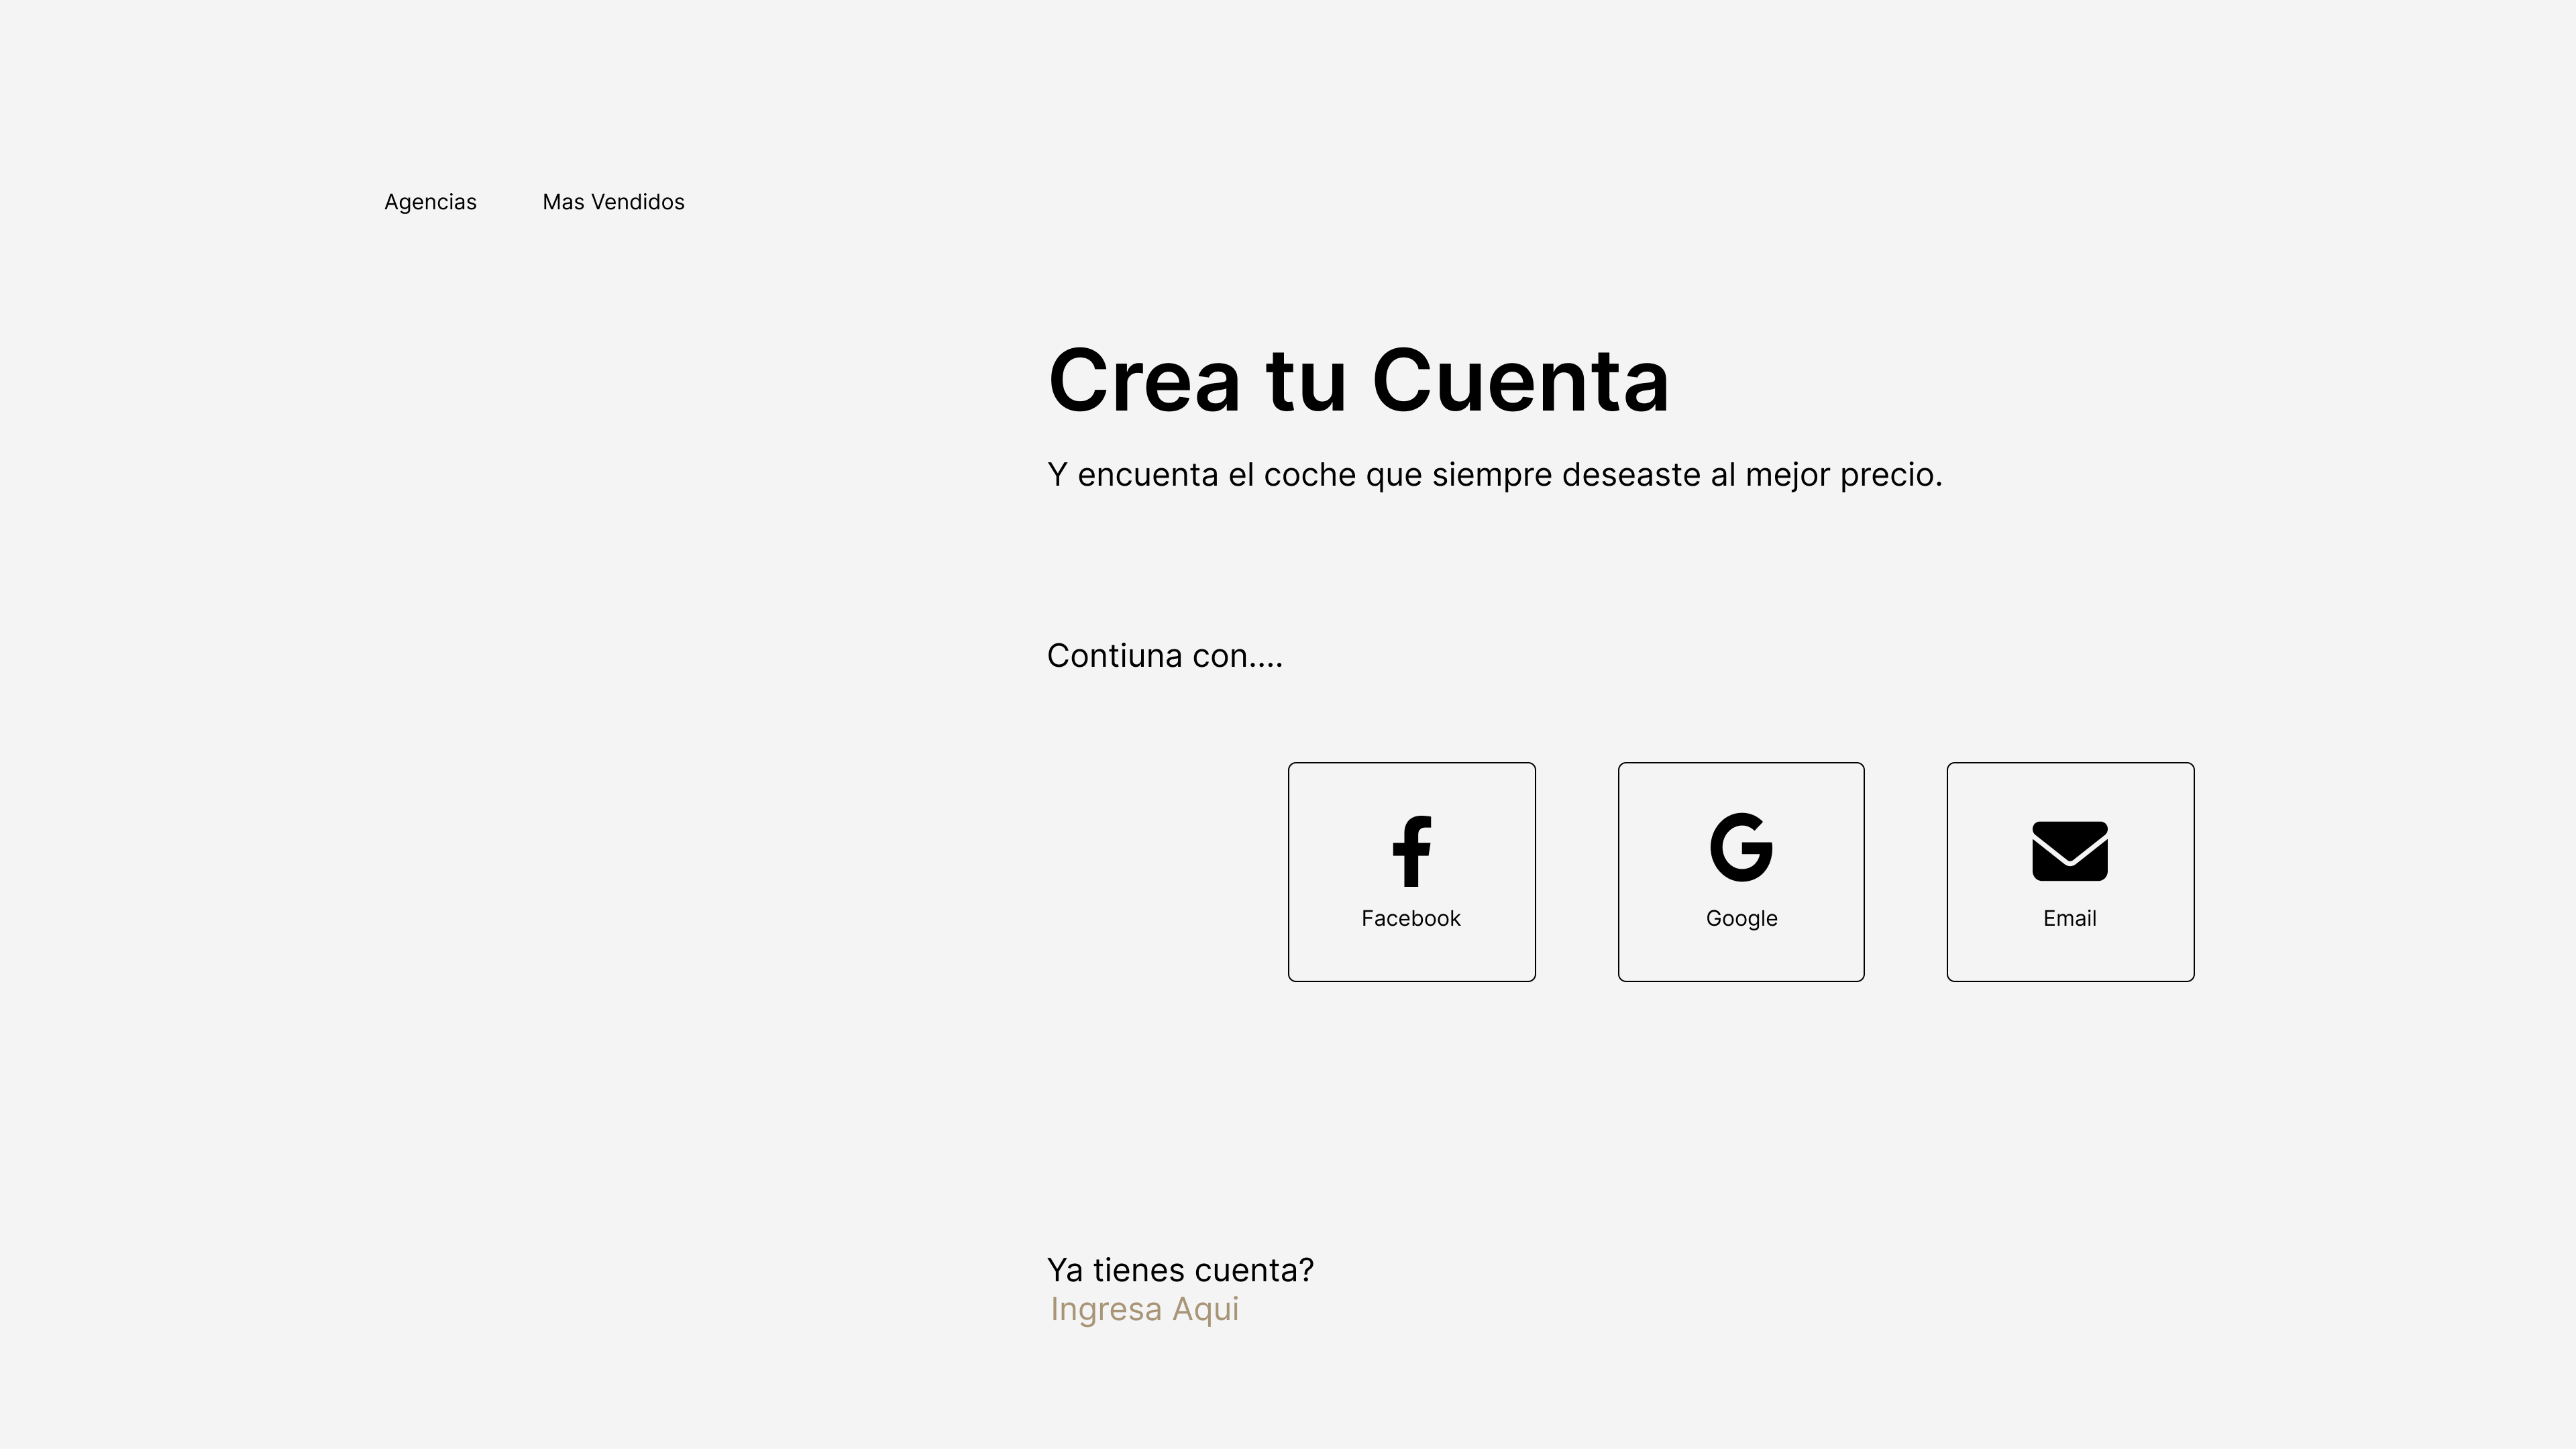 Agencias
Mas Vendidos
Crea tu Cuenta
Y encuenta el coche que siempre deseaste al mejor precio.
Contiuna con....
Facebook
Google
Email
Ya tienes cuenta?
Ingresa Aqui